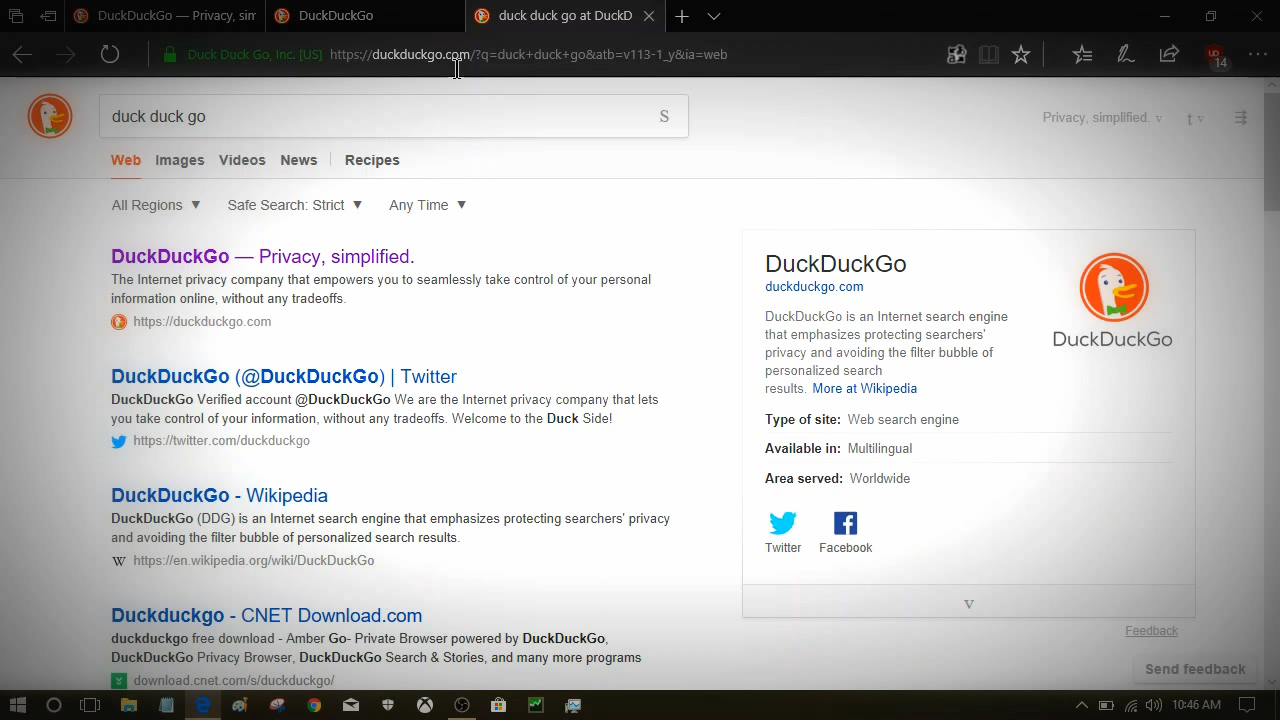 DuckDuckGo — Privacy, sim
DuckDuckGo
duck duck go at DuckD
Duck Duck Go, Inc. [US]
https://duckduckgo.com/?q=duck+duck+go&atb=v113-1_y&ia=web
14
duck duck go
S
Privacy, simplified. v
t v
Web Images Videos News Recipes
All Regions ▼ Safe Search: Strict ▼ Any Time ▼
DuckDuckGo — Privacy, simplified.
The Internet privacy company that empowers you to seamlessly take control of your personal
information online, without any tradeoffs.
https://duckduckgo.com
DuckDuckGo (@DuckDuckGo) | Twitter
DuckDuckGo Verified account @DuckDuckGo We are the Internet privacy company that lets
you take control of your information, without any tradeoffs. Welcome to the Duck Side!
https://twitter.com/duckduckgo
DuckDuckGo - Wikipedia
DuckDuckGo (DDG) is an Internet search engine that emphasizes protecting searchers' privacy
and avoiding the filter bubble of personalized search results.
W https://en.wikipedia.org/wiki/DuckDuckGo
Duckduckgo - CNET Download.com
duckduckgo free download - Amber Go- Private Browser powered by DuckDuckGo,
DuckDuckGo Privacy Browser, DuckDuckGo Search & Stories, and many more programs
download.cnet.com/s/duckduckgo/
DuckDuckGo
duckduckgo.com
DuckDuckGo is an Internet search engine
that emphasizes protecting searchers'
privacy and avoiding the filter bubble of
personalized search
results. More at Wikipedia
DuckDuckGo
Type of site: Web search engine
Available in: Multilingual
Area served: Worldwide
Twitter
Facebook
v
Feedback
Send feedback
10:46 AM